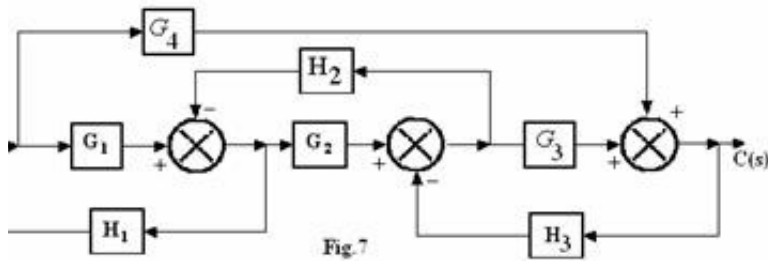 G4
H2
−
G1
+
G2
+
G3
+
+
C(s)
−
H1
H3
Fig.7